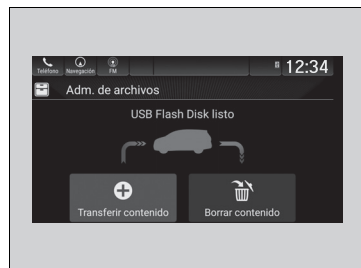 Teléfono Navegación FM 12:34
Adm. de archivos
USB Flash Disk listo
Transferir contenido Borrar contenido